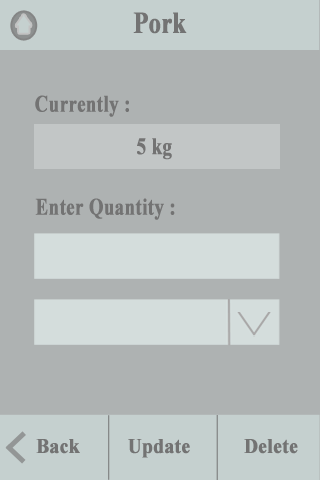 Pork
Currently :
5 kg
Enter Quantity :
Back Update Delete